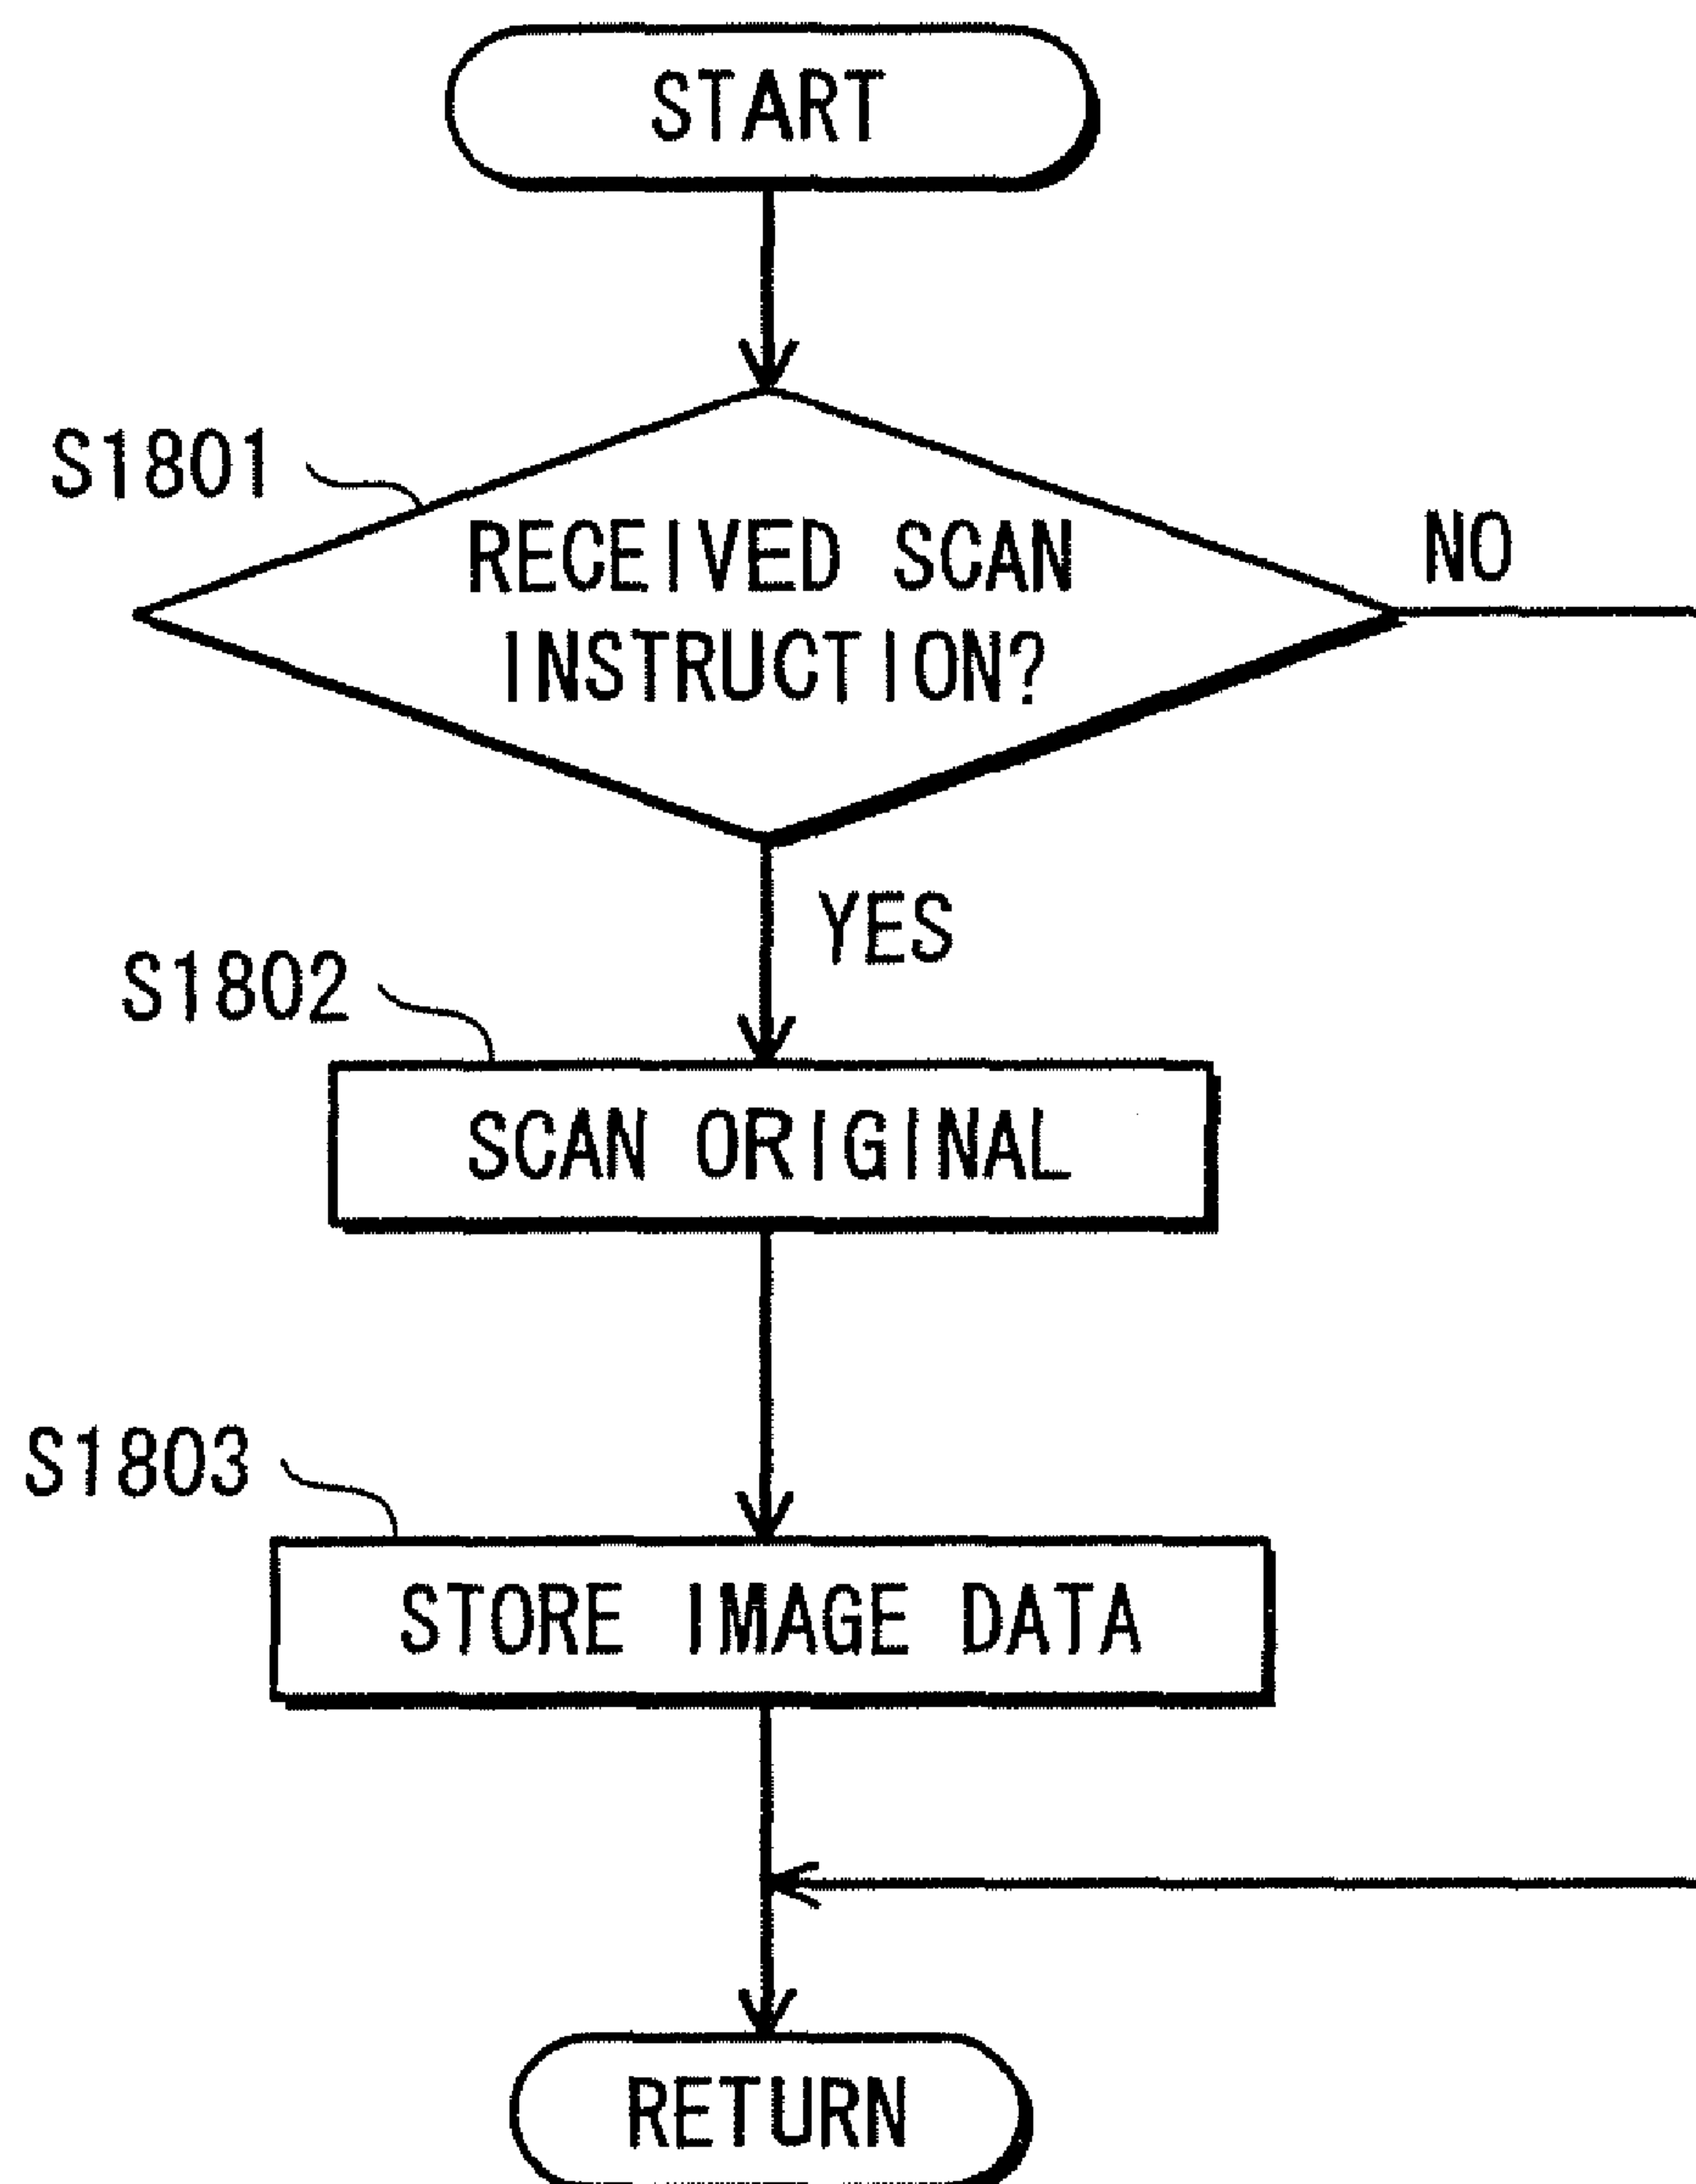 START
S1801
RECEIVED SCAN
INSTRUCTION?
NO
YES
S1802
SCAN ORIGINAL
S1803
STORE IMAGE DATA
RETURN